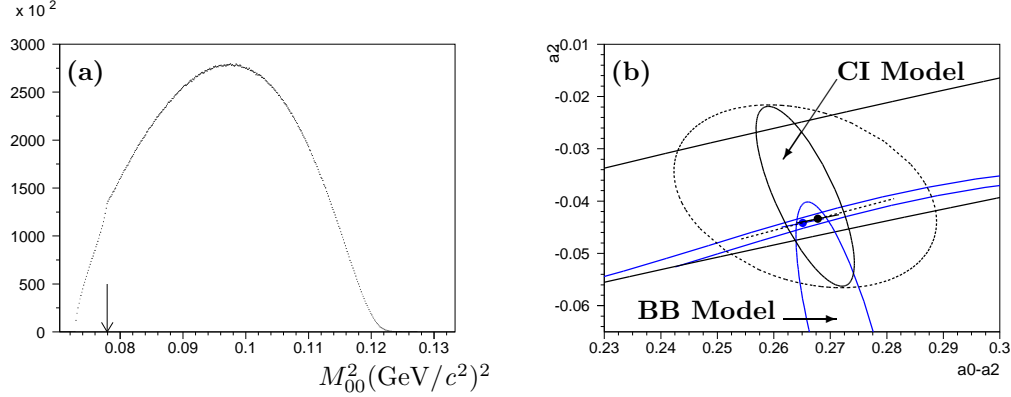 x 10²
3000
2500
2000
1500
1000
500
0
(a)
0.08 0.09 0.1 0.11 0.12 0.13
M²₀₀(GeV/c²)²
a2
-0.01
-0.02
-0.03
-0.04
-0.05
-0.06
(b)
CI Model
BB Model
0.23 0.24 0.25 0.26 0.27 0.28 0.29 0.3
a0-a2